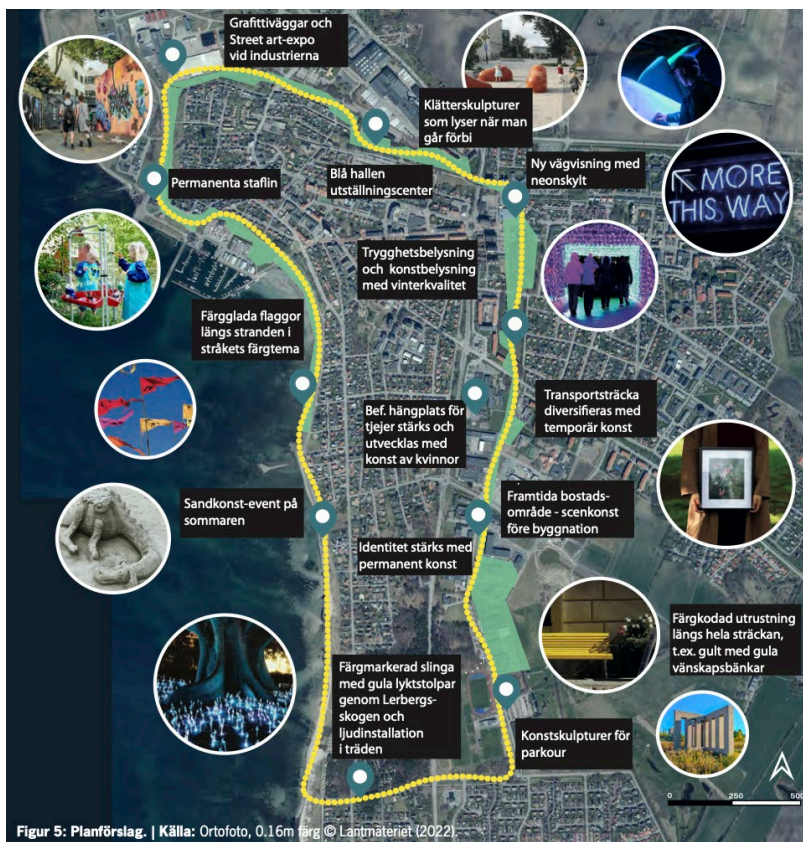 Grafittiväggar och
Street art-expo
vid industrierna
Klätterskulpturer
som lyser när man
går förbi
Permanenta staflin
Blå hallen
utställningscenter
Ny vägvisning med
neonskylt
↖ MORE
THIS WAY
Trygghetsbelysning
och konstbelysning
med vinterkvalitet
Färgglada flaggor
längs stranden i
stråkets färgtema
Bef. hängplats för
tjejer stärks och
utvecklas med
konst av kvinnor
Transportsträcka
diversifieras med
temporär konst
Sandkonst-event på
sommaren
Framtida bostads-
område - scenkonst
före byggnation
Identitet stärks med
permanent konst
Färgkodad utrustning
längs hela sträckan,
t.ex. gult med gula
vänskapsbänkar
Färgmarkerad slinga
med gula lyktstolpar
genom Lerbergs-
skogen och
ljudinstallation
i träden
Konstskulpturer för
parkour
0 250 500
Figur 5: Planförslag. | Källa: Ortofoto, 0.16m färg © Lantmäteriet (2022).